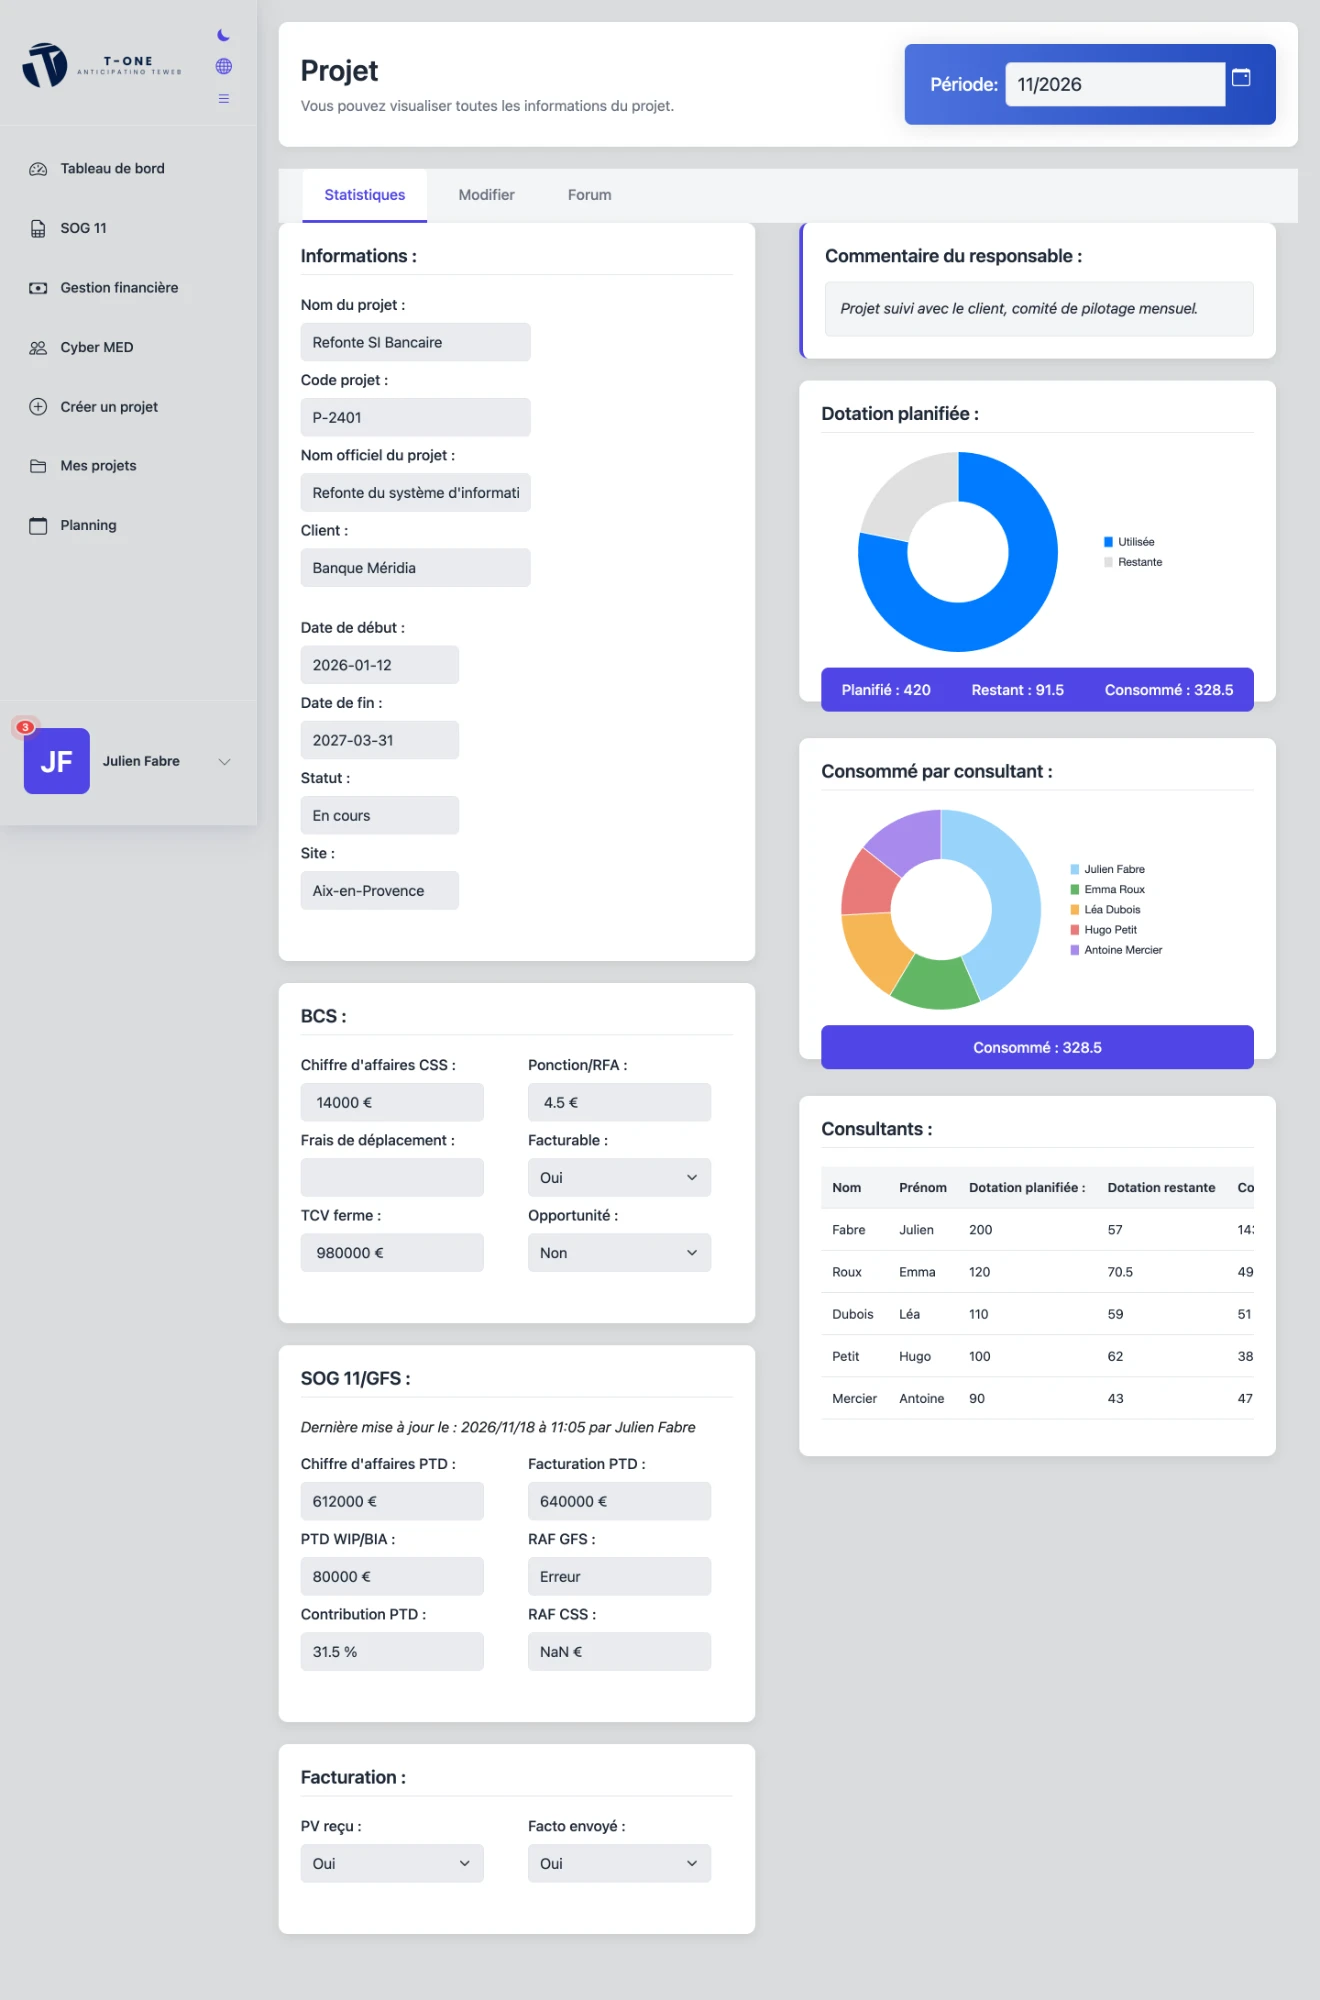 T-ONE
ANTICIPATING TEWEB
Tableau de bord
SOG 11
Gestion financière
Cyber MED
Créer un projet
Mes projets
Planning
3
JF
Julien Fabre
Projet
Vous pouvez visualiser toutes les informations du projet.
Période: 11/2026
Statistiques Modifier Forum
Informations :
Nom du projet :
Refonte SI Bancaire
Code projet :
P-2401
Nom officiel du projet :
Refonte du système d'informati
Client :
Banque Méridia
Date de début :
2026-01-12
Date de fin :
2027-03-31
Statut :
En cours
Site :
Aix-en-Provence
BCS :
Chiffre d'affaires CSS : Ponction/RFA :
14000 € 4.5 €
Frais de déplacement : Facturable :
Oui
TCV ferme : Opportunité :
980000 € Non
SOG 11/GFS :
Dernière mise à jour le : 2026/11/18 à 11:05 par Julien Fabre
Chiffre d'affaires PTD : Facturation PTD :
612000 € 640000 €
PTD WIP/BIA : RAF GFS :
80000 € Erreur
Contribution PTD : RAF CSS :
31.5 % NaN €
Facturation :
PV reçu : Facto envoyé :
Oui Oui
Commentaire du responsable :
Projet suivi avec le client, comité de pilotage mensuel.
Dotation planifiée :
Utilisée
Restante
Planifié : 420 Restant : 91.5 Consommé : 328.5
Consommé par consultant :
Julien Fabre
Emma Roux
Léa Dubois
Hugo Petit
Antoine Mercier
Consommé : 328.5
Consultants :
Nom Prénom Dotation planifiée : Dotation restante Co
Fabre Julien 200 57 143
Roux Emma 120 70.5 49
Dubois Léa 110 59 51
Petit Hugo 100 62 38
Mercier Antoine 90 43 47